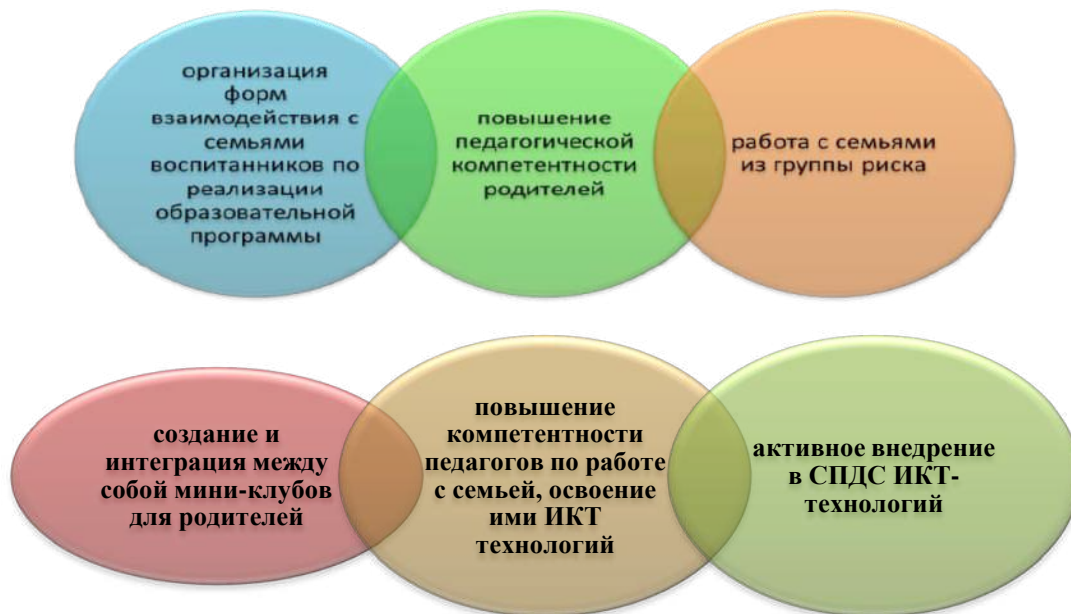 организация
форм
взаимодействия с
семьями
воспитанников по
реализации
образовательной
программы
повышение
педагогической
компетентности
родителей
работа с семьями
из группы риска
создание и
интеграция между
собой мини-клубов
для родителей
повышение
компетентности
педагогов по работе
с семьей, освоение
ими ИКТ
технологий
активное внедрение
в СПДС ИКТ-
технологий